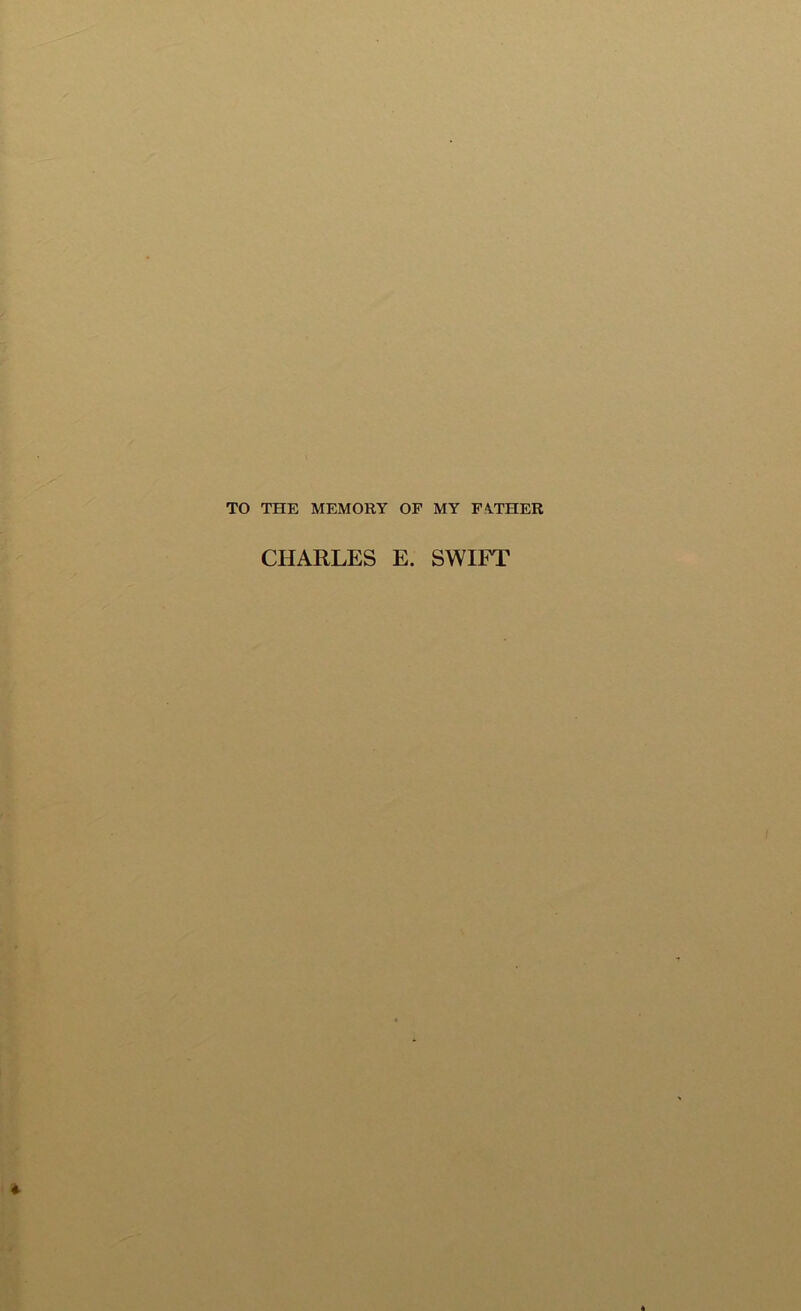 TO THE MEMORY OF MY FATHER
CHARLES E. SWIFT